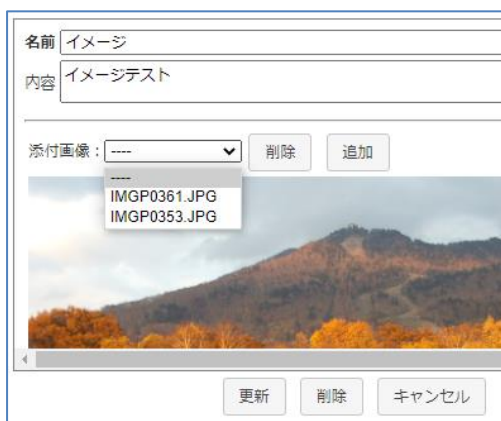 名前 イメージ
内容 イメージテスト
添付画像： ---- 削除 追加
----
IMGP0361.JPG
IMGP0353.JPG
更新 削除 キャンセル